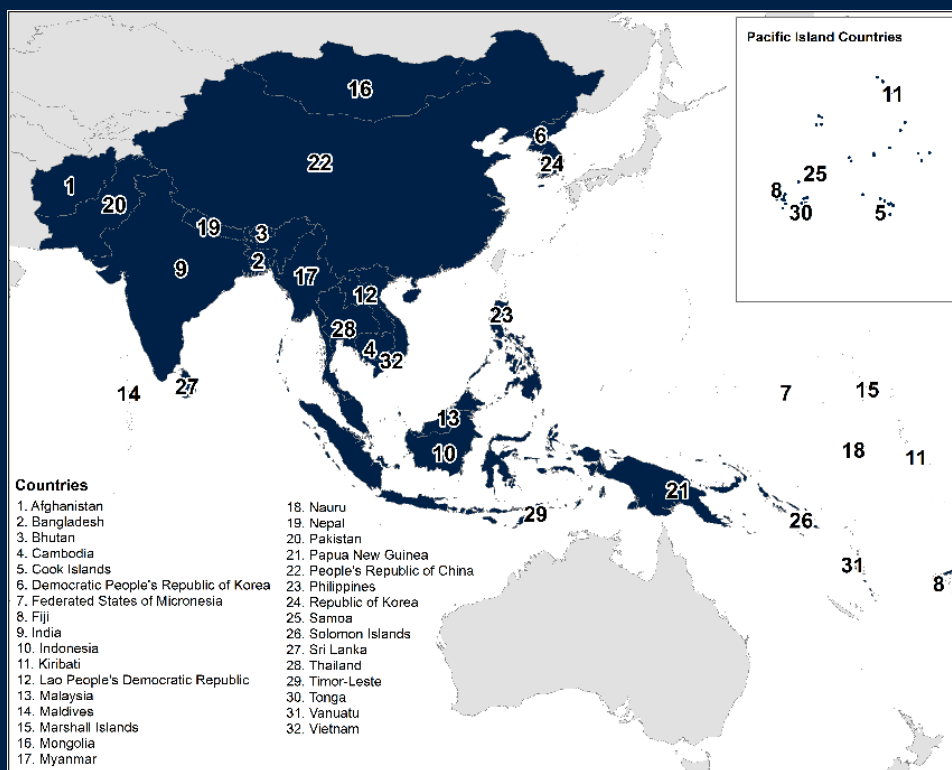 Pacific Island Countries
11
16
6
22
24
1
20
25
8
30
5
19
3
2
9
17
12
28
23
4
32
14
27
7
15
13
10
18
11
21
29
26
31
8
Countries
1. Afghanistan
2. Bangladesh
3. Bhutan
4. Cambodia
5. Cook Islands
6. Democratic People's Republic of Korea
7. Federated States of Micronesia
8. Fiji
9. India
10. Indonesia
11. Kiribati
12. Lao People's Democratic Republic
13. Malaysia
14. Maldives
15. Marshall Islands
16. Mongolia
17. Myanmar
18. Nauru
19. Nepal
20. Pakistan
21. Papua New Guinea
22. People's Republic of China
23. Philippines
24. Republic of Korea
25. Samoa
26. Solomon Islands
27. Sri Lanka
28. Thailand
29. Timor-Leste
30. Tonga
31. Vanuatu
32. Vietnam